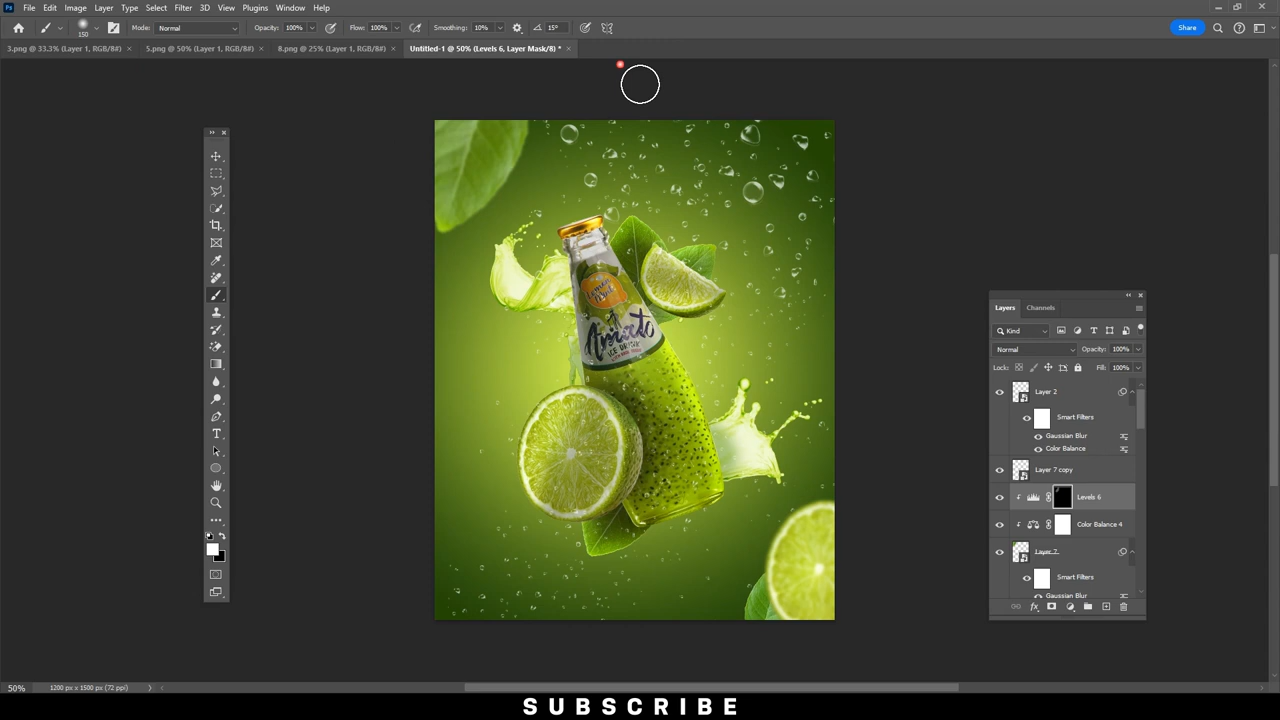 Ps File Edit Image Layer Type Select Filter 3D View Plugins Window Help
150 Mode: Normal Opacity: 100% Flow: 100% Smoothing: 10% 15° Share
3.png @ 33.3% (Layer 1, RGB/8#) × 5.png @ 50% (Layer 1, RGB/8#) × 8.png @ 25% (Layer 1, RGB/8#) × Untitled-1 @ 50% (Levels 6, Layer Mask/8) * ×
Amato
ICE DRINK
Layers Channels
Kind
Normal Opacity: 100%
Lock: Fill: 100%
Layer 2
Smart Filters
Gaussian Blur
Color Balance
Layer 7 copy
Levels 6
Color Balance 4
Layer 7
Smart Filters
Gaussian Blur
50% 1200 px x 1500 px (72 ppi)
SUBSCRIBE